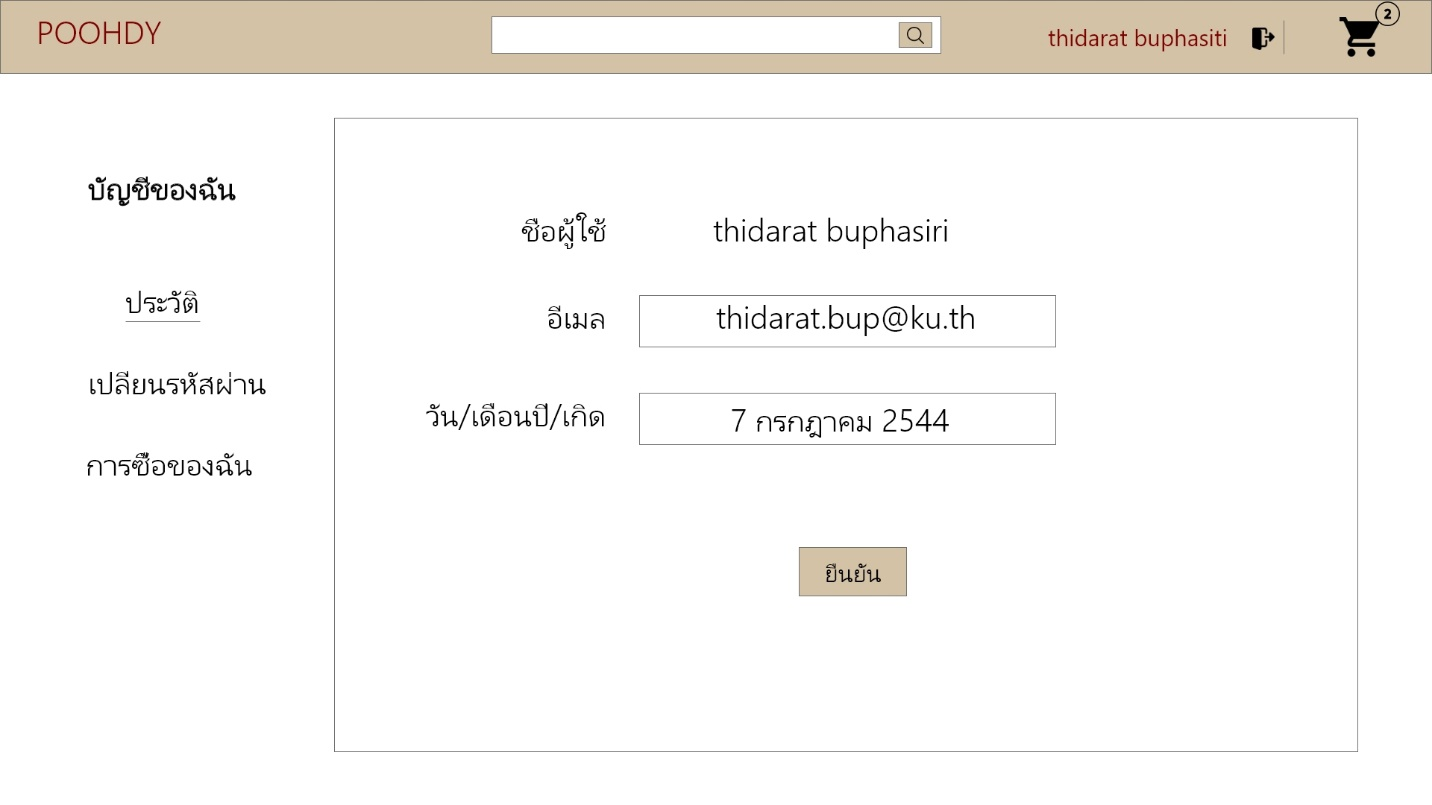 POOHDY
thidarat buphasiti
2
บัญชีของฉัน
ประวัติ
เปลี่ยนรหัสผ่าน
การซื้อของฉัน
ชื่อผู้ใช้
thidarat buphasiri
อีเมล
thidarat.bup@ku.th
วัน/เดือนปี/เกิด
7 กรกฎาคม 2544
ยืนยัน